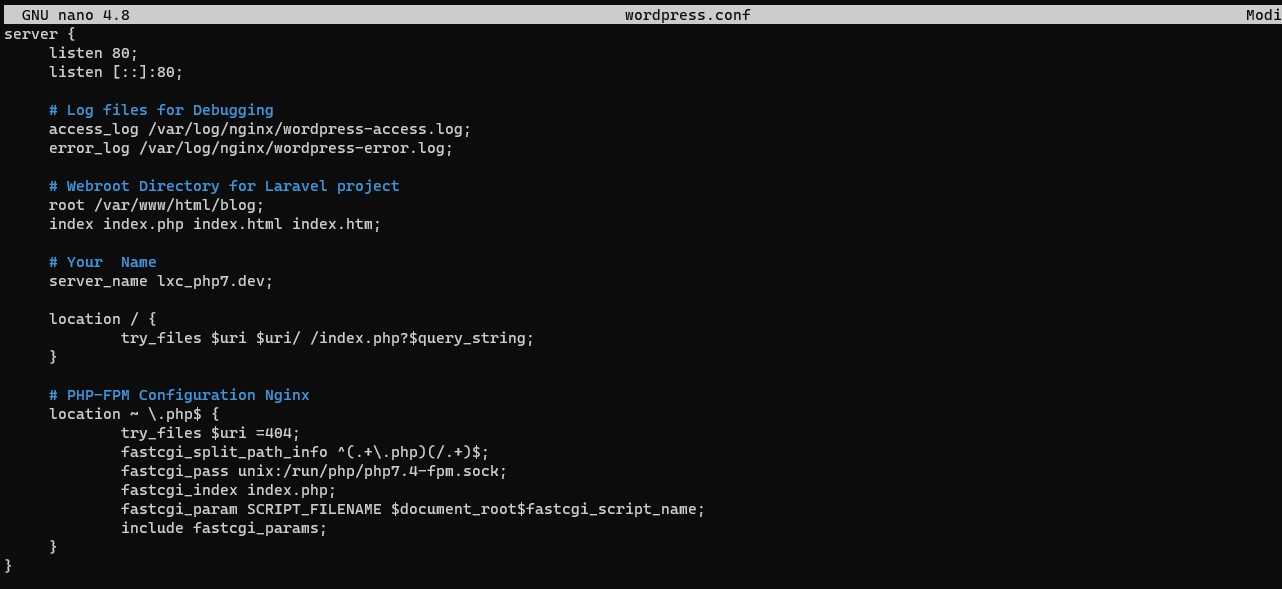 GNU nano 4.8 wordpress.conf Modi
server {
listen 80;
listen [::]:80;
# Log files for Debugging
access_log /var/log/nginx/wordpress-access.log;
error_log /var/log/nginx/wordpress-error.log;
# Webroot Directory for Laravel project
root /var/www/html/blog;
index index.php index.html index.htm;
# Your  Name
server_name lxc_php7.dev;
location / {
try_files $uri $uri/ /index.php?$query_string;
}
# PHP-FPM Configuration Nginx
location ~ \.php$ {
try_files $uri =404;
fastcgi_split_path_info ^(.+\.php)(/.+)$;
fastcgi_pass unix:/run/php/php7.4-fpm.sock;
fastcgi_index index.php;
fastcgi_param SCRIPT_FILENAME $document_root$fastcgi_script_name;
include fastcgi_params;
}
}